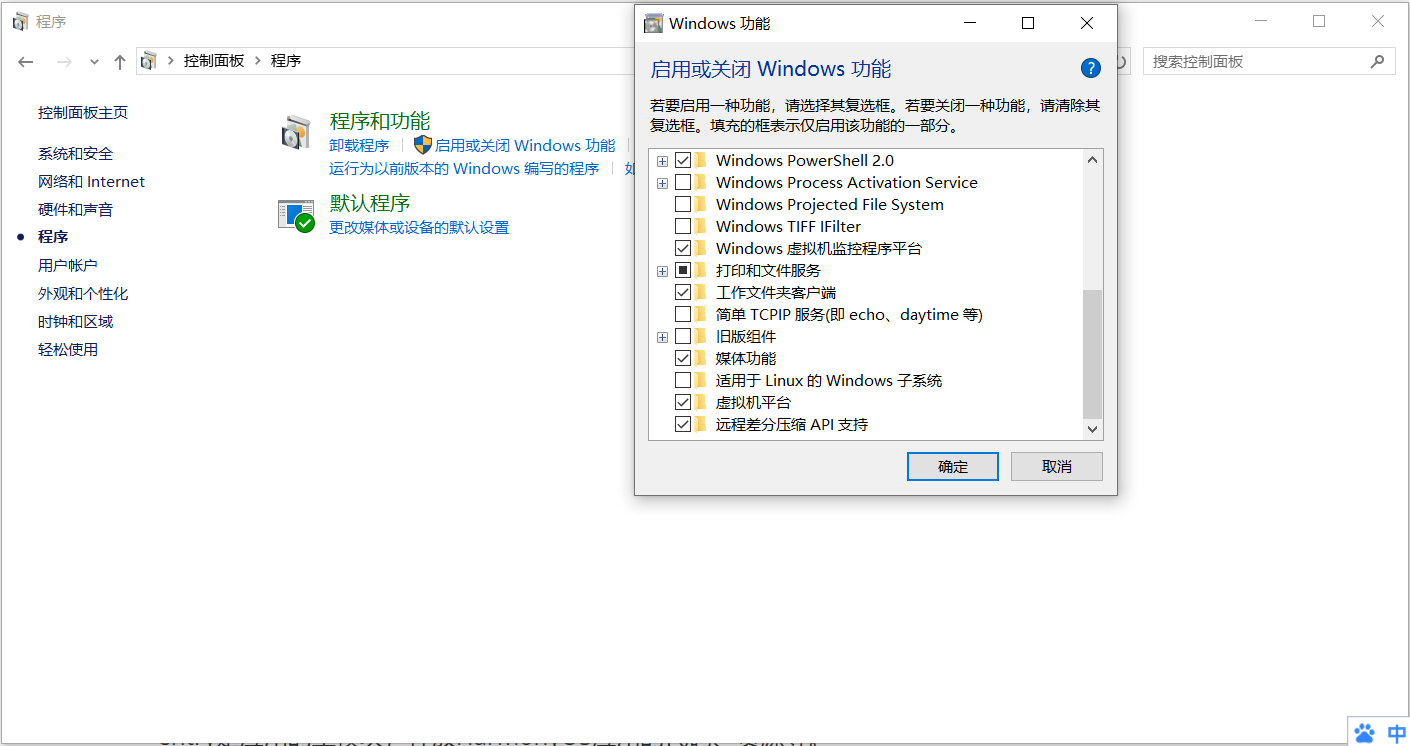 程序
控制面板 程序
搜索控制面板
控制面板主页
系统和安全
网络和 Internet
硬件和声音
程序
用户帐户
外观和个性化
时钟和区域
轻松使用
程序和功能
卸载程序 启用或关闭 Windows 功能
运行为以前版本的 Windows 编写的程序
默认程序
更改媒体或设备的默认设置
Windows 功能
启用或关闭 Windows 功能
?
若要启用一种功能，请选择其复选框。若要关闭一种功能，请清除其
复选框。填充的框表示仅启用该功能的一部分。
Windows PowerShell 2.0
Windows Process Activation Service
Windows Projected File System
Windows TIFF IFilter
Windows 虚拟机监控程序平台
打印和文件服务
工作文件夹客户端
简单 TCPIP 服务(即 echo、daytime 等)
旧版组件
媒体功能
适用于 Linux 的 Windows 子系统
虚拟机平台
远程差分压缩 API 支持
确定 取消
中